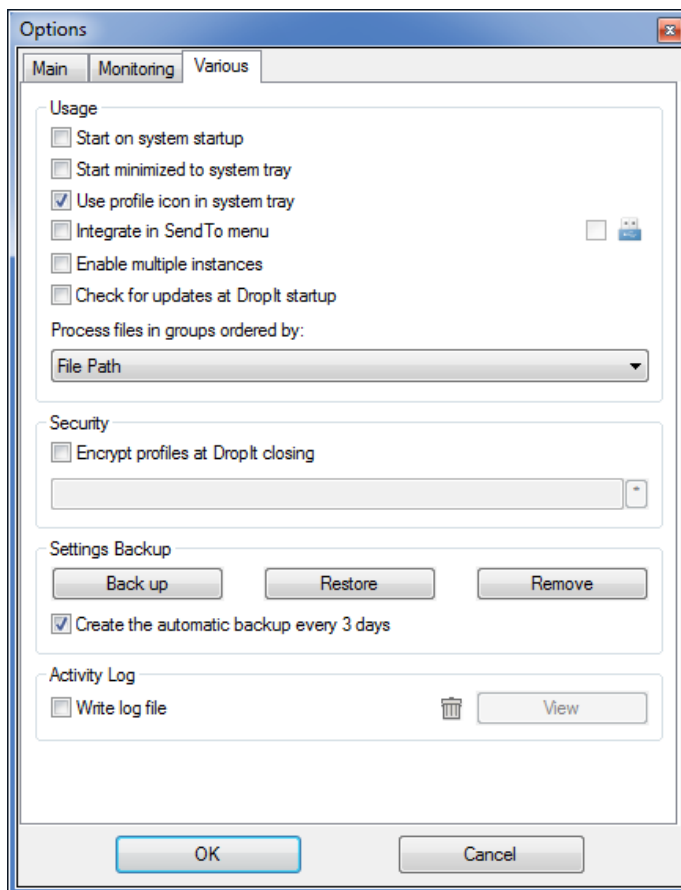 Options
Main Monitoring Various
Usage
Start on system startup
Start minimized to system tray
Use profile icon in system tray
Integrate in SendTo menu
Enable multiple instances
Check for updates at DropIt startup
Process files in groups ordered by:
File Path
Security
Encrypt profiles at DropIt closing
*
Settings Backup
Back up Restore Remove
Create the automatic backup every 3 days
Activity Log
Write log file View
OK Cancel